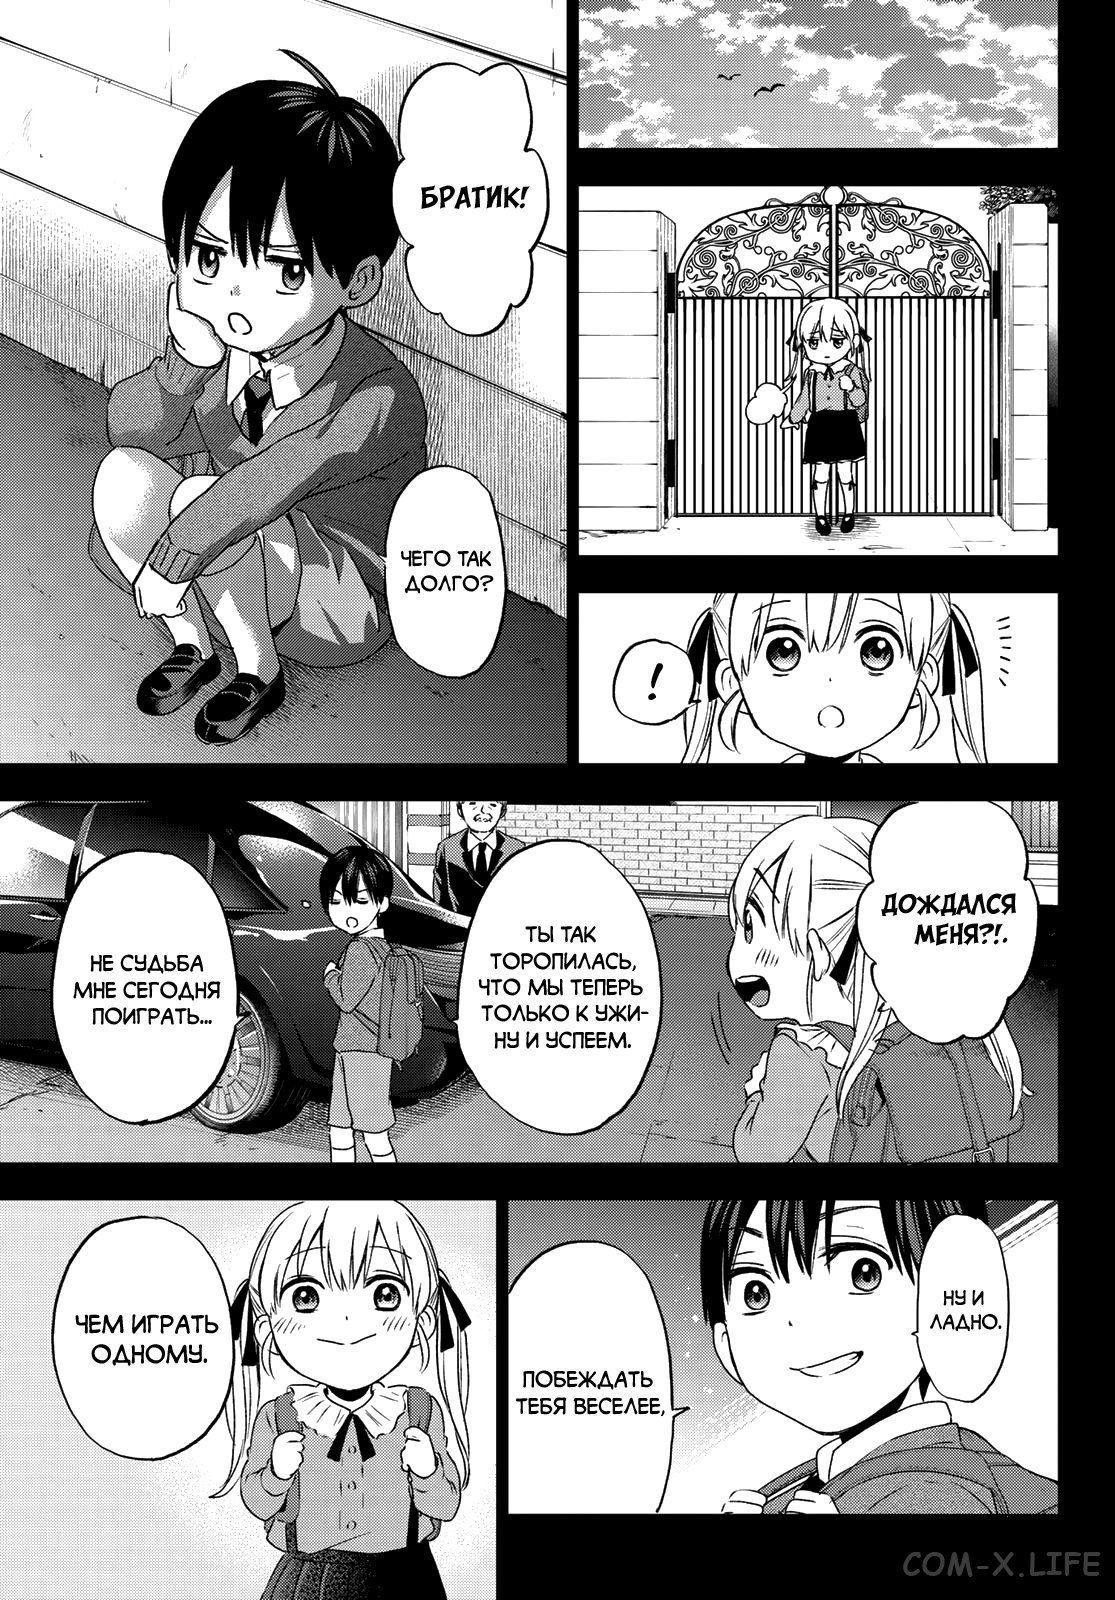 !
БРАТИК!
ЧЕГО ТАК
ДОЛГО?
ДОЖДАЛСЯ
МЕНЯ?!.
ТЫ ТАК
ТОРОПИЛАСЬ,
ЧТО МЫ ТЕПЕРЬ
ТОЛЬКО К УЖИ-
НУ И УСПЕЕМ.
НЕ СУДЬБА
МНЕ СЕГОДНЯ
ПОИГРАТЬ...
НУ И
ЛАДНО.
ПОБЕЖДАТЬ
ТЕБЯ ВЕСЕЛЕЕ,
ЧЕМ ИГРАТЬ
ОДНОМУ.
COM-X.LIFE